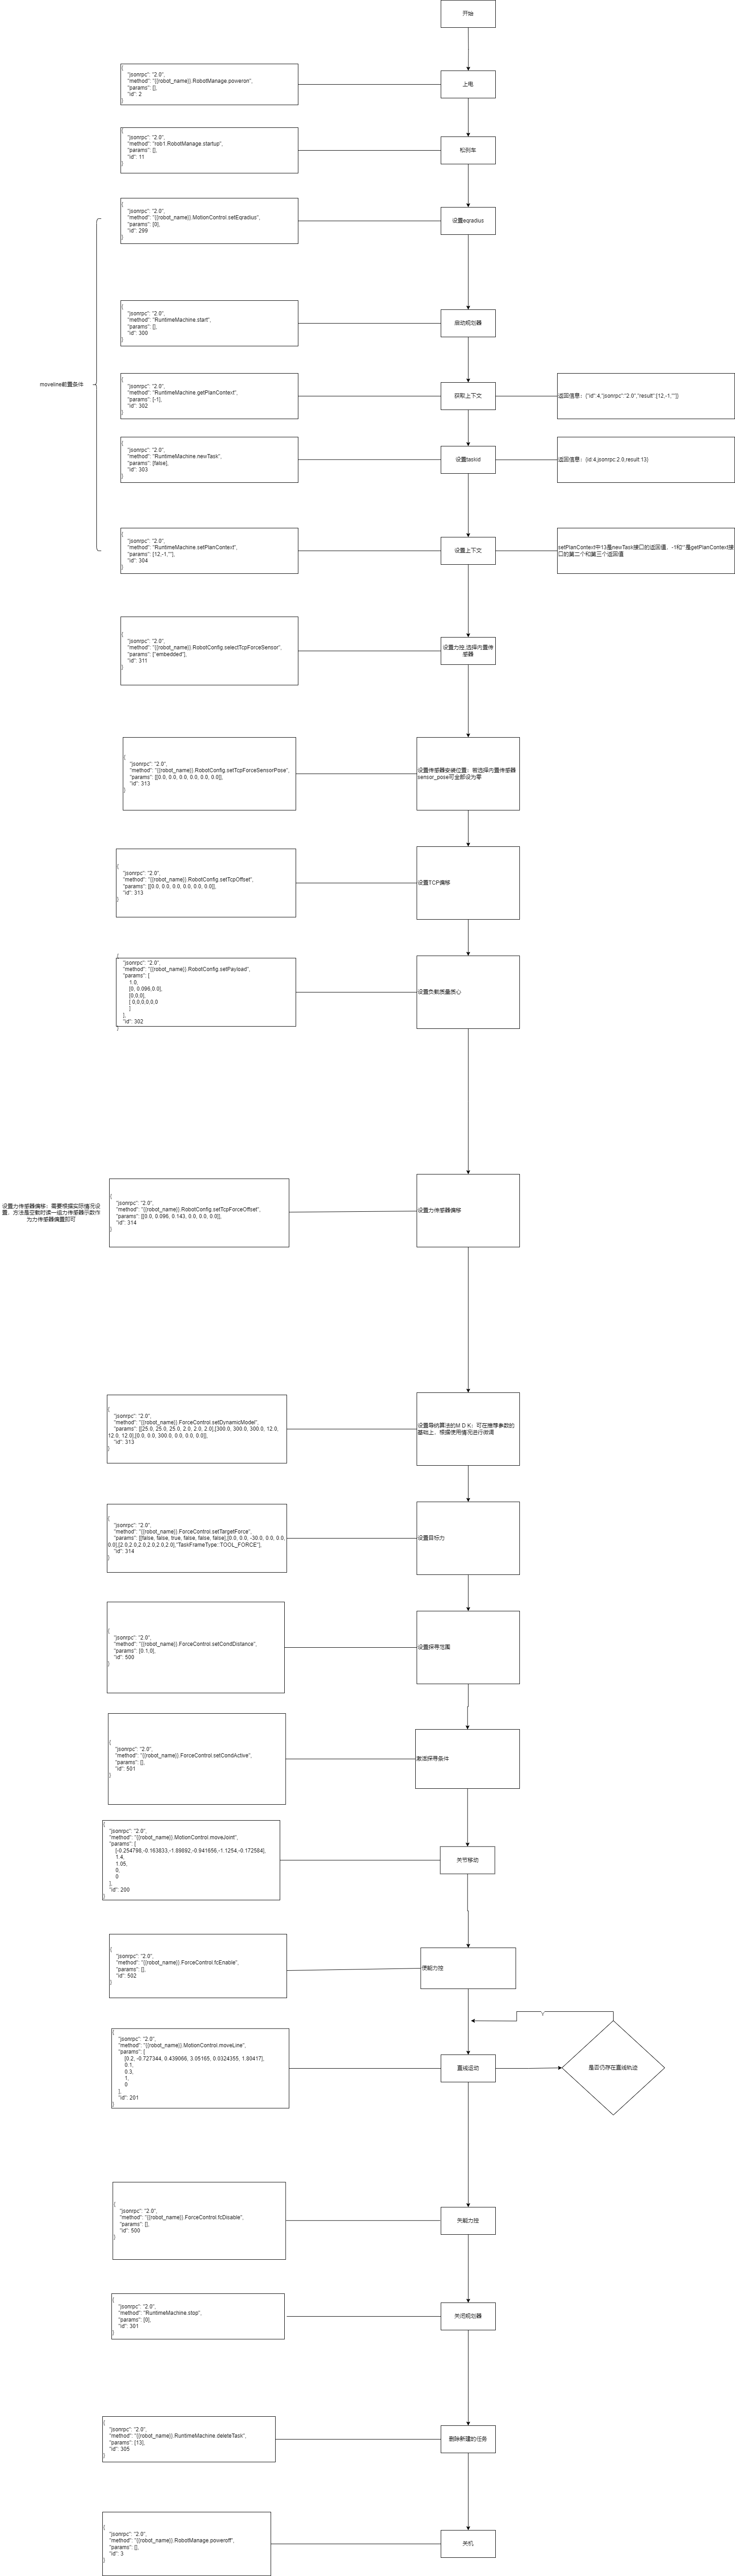 开始
{
"jsonrpc": "2.0",
"method": "{{robot_name}}.RobotManage.poweron",
"params": [],
"id": 2
}
上电
{
"jsonrpc": "2.0",
"method": "rob1.RobotManage.startup",
"params": [],
"id": 11
}
松刹车
{
"jsonrpc": "2.0",
"method": "{{robot_name}}.MotionControl.setEqradius",
"params": [0],
"id": 299
}
设置eqradius
{
"jsonrpc": "2.0",
"method": "RuntimeMachine.start",
"params": [],
"id": 300
}
启动规划器
moveline前置条件
{
"jsonrpc": "2.0",
"method": "RuntimeMachine.getPlanContext",
"params": [-1],
"id": 302
}
获取上下文
返回信息：{"id":4,"jsonrpc":"2.0","result":[12,-1,""]}
{
"jsonrpc": "2.0",
"method": "RuntimeMachine.newTask",
"params": [false],
"id": 303
}
设置taskid
返回信息：{id:4,jsonrpc:2.0,result:13}
{
"jsonrpc": "2.0",
"method": "RuntimeMachine.setPlanContext",
"params": [12,-1,""],
"id": 304
}
设置上下文
setPlanContext中13是newTask接口的返回值，-1和""是getPlanContext接
口的第二个和第三个返回值
{
"jsonrpc": "2.0",
"method": "{{robot_name}}.RobotConfig.selectTcpForceSensor",
"params": ["embedded"],
"id": 311
}
设置力控,选择内置传
感器
{
"jsonrpc": "2.0",
"method": "{{robot_name}}.RobotConfig.setTcpForceSensorPose",
"params": [[0.0, 0.0, 0.0, 0.0, 0.0, 0.0]],
"id": 313
}
设置传感器安装位置：若选择内置传感器
sensor_pose可全部设为零
{
"jsonrpc": "2.0",
"method": "{{robot_name}}.RobotConfig.setTcpOffset",
"params": [[0.0, 0.0, 0.0, 0.0, 0.0, 0.0]],
"id": 313
}
设置TCP偏移
{
"jsonrpc": "2.0",
"method": "{{robot_name}}.RobotConfig.setPayload",
"params": [
1.0,
[0, 0.096,0.0],
[0,0,0],
[ 0,0,0,0,0,0
]
],
"id": 302
}
设置负载质量质心
设置力传感器偏移：需要根据实际情况设
置，方法是空载时读一组力传感器示数作
为力传感器偏置即可
{
"jsonrpc": "2.0",
"method": "{{robot_name}}.RobotConfig.setTcpForceOffset",
"params": [[0.0, 0.096, 0.143, 0.0, 0.0, 0.0]],
"id": 314
}
设置力传感器偏移
{
"jsonrpc": "2.0",
"method": "{{robot_name}}.ForceControl.setDynamicModel",
"params": [[25.0, 25.0, 25.0, 2.0, 2.0, 2.0],[300.0, 300.0, 300.0, 12.0,
12.0, 12.0],[0.0, 0.0, 300.0, 0.0, 0.0, 0.0]],
"id": 313
}
设置导纳算法的M D K：可在推荐参数的
基础上，根据使用情况进行微调
{
"jsonrpc": "2.0",
"method": "{{robot_name}}.ForceControl.setTargetForce",
"params": [[false, false, true, false, false, false],[0.0, 0.0, -30.0, 0.0, 0.0,
0.0],[2.0,2.0,2.0,2.0,2.0,2.0],"TaskFrameType::TOOL_FORCE"],
"id": 314
}
设置目标力
{
"jsonrpc": "2.0",
"method": "{{robot_name}}.ForceControl.setCondDistance",
"params": [0.1,0],
"id": 500
}
设置探寻范围
{
"jsonrpc": "2.0",
"method": "{{robot_name}}.ForceControl.setCondActive",
"params": [],
"id": 501
}
激活探寻条件
{
"jsonrpc": "2.0",
"method": "{{robot_name}}.MotionControl.moveJoint",
"params": [
[-0.254798,-0.163833,-1.89892,-0.941656,-1.1254,-0.172584],
1.4,
1.05,
0,
0
],
"id": 200
}
关节移动
{
"jsonrpc": "2.0",
"method": "{{robot_name}}.ForceControl.fcEnable",
"params": [],
"id": 502
}
使能力控
{
"jsonrpc": "2.0",
"method": "{{robot_name}}.MotionControl.moveLine",
"params": [
[0.2, -0.727344, 0.439066, 3.05165, 0.0324355, 1.80417],
0.1,
0.3,
1,
0
],
"id": 201
}
直线运动
是否仍存在直线轨迹
{
"jsonrpc": "2.0",
"method": "{{robot_name}}.ForceControl.fcDisable",
"params": [],
"id": 500
}
失能力控
{
"jsonrpc": "2.0",
"method": "RuntimeMachine.stop",
"params": [0],
"id": 301
}
关闭规划器
{
"jsonrpc": "2.0",
"method": "{{robot_name}}.RuntimeMachine.deleteTask",
"params": [13],
"id": 305
}
删除新建的任务
{
"jsonrpc": "2.0",
"method": "{{robot_name}}.RobotManage.poweroff",
"params": [],
"id": 3
}
关机